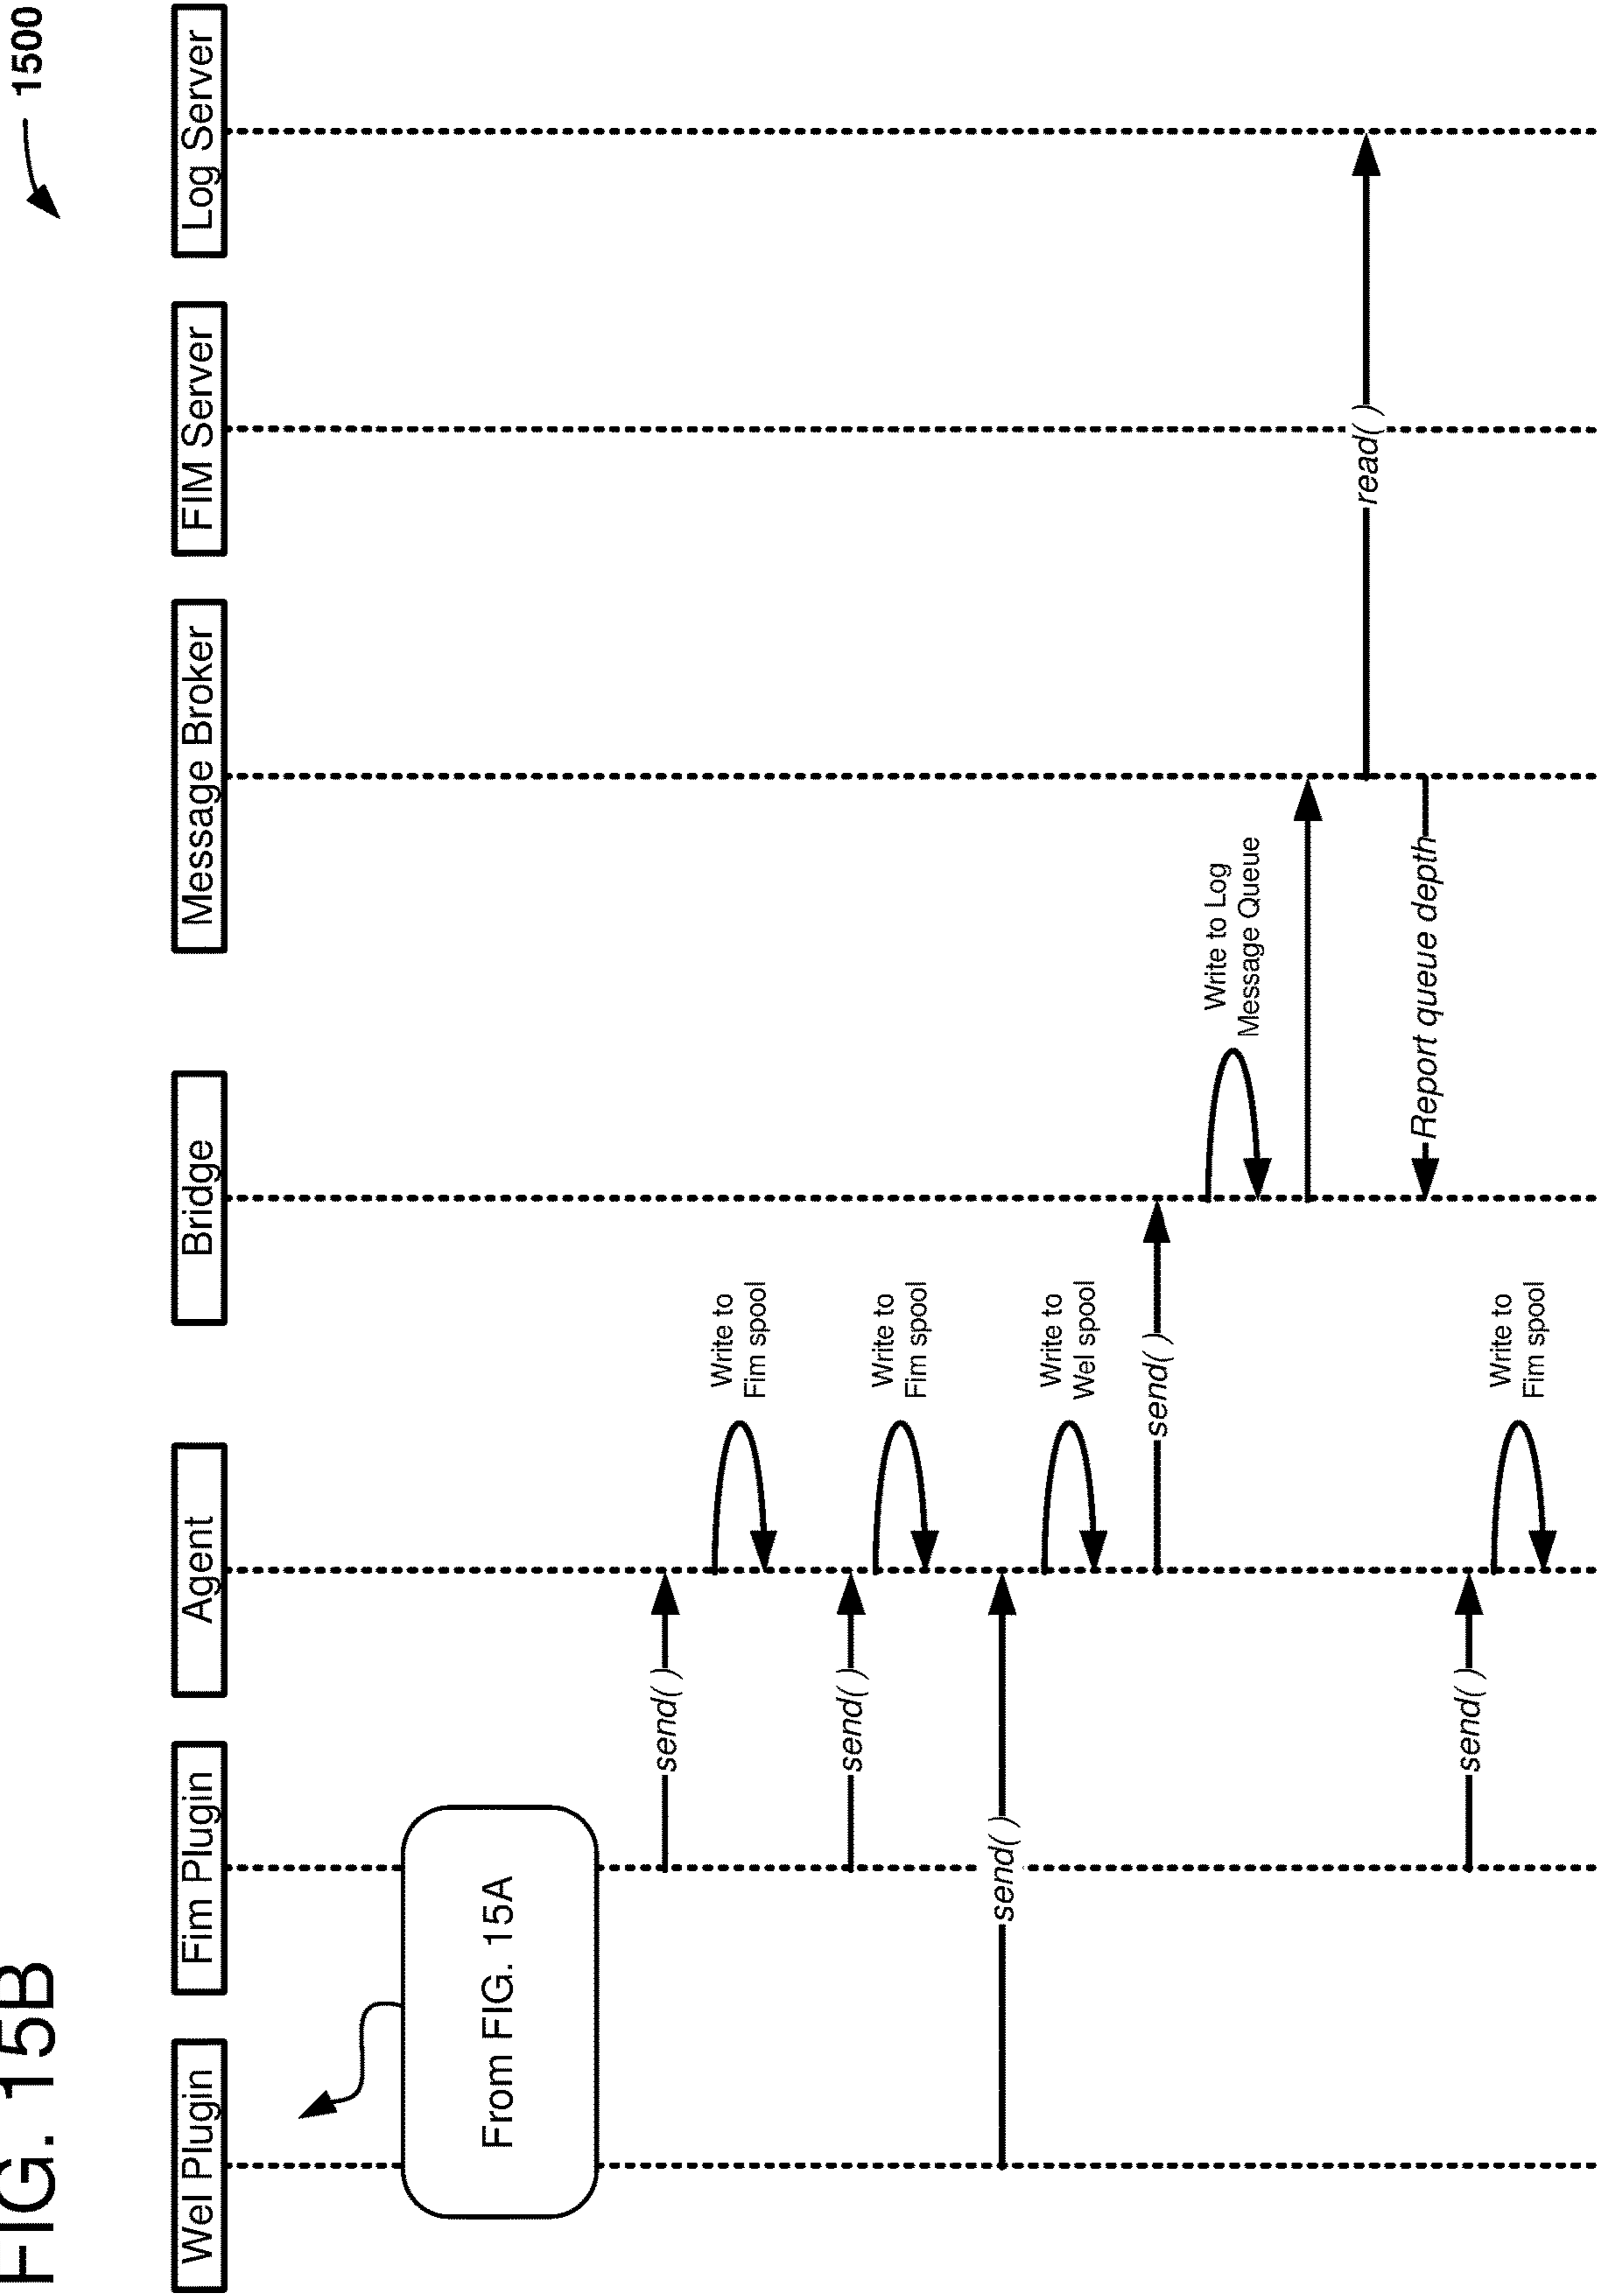 FIG. 15B
1500
Wel Plugin
Fim Plugin
Agent
Bridge
Message Broker
FIM Server
Log Server
From FIG. 15A
send( )
Write to
Fim spool
send( )
Write to
Fim spool
send( )
Write to
Wel spool
send( )
Write to Log
Message Queue
read( )
Report queue depth
send( )
Write to
Fim spool